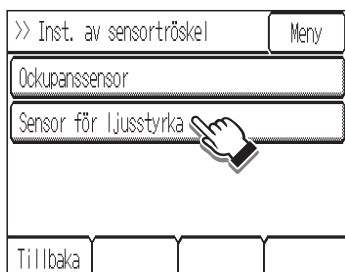 >> Inst. av sensortröskel Meny
Ockupanssensor
Sensor för ljusstyrka
Tillbaka